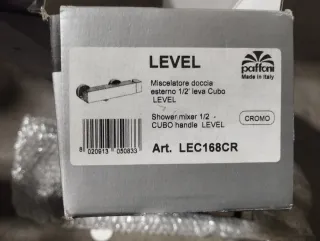 LEVEL
paffoni
Made in Italy
Miscelatore doccia
esterno 1/2' leva Cubo
LEVEL
Shower mixer 1/2 -
CUBO handle LEVEL
CROMO
8 020913 050833
Art. LEC168CR